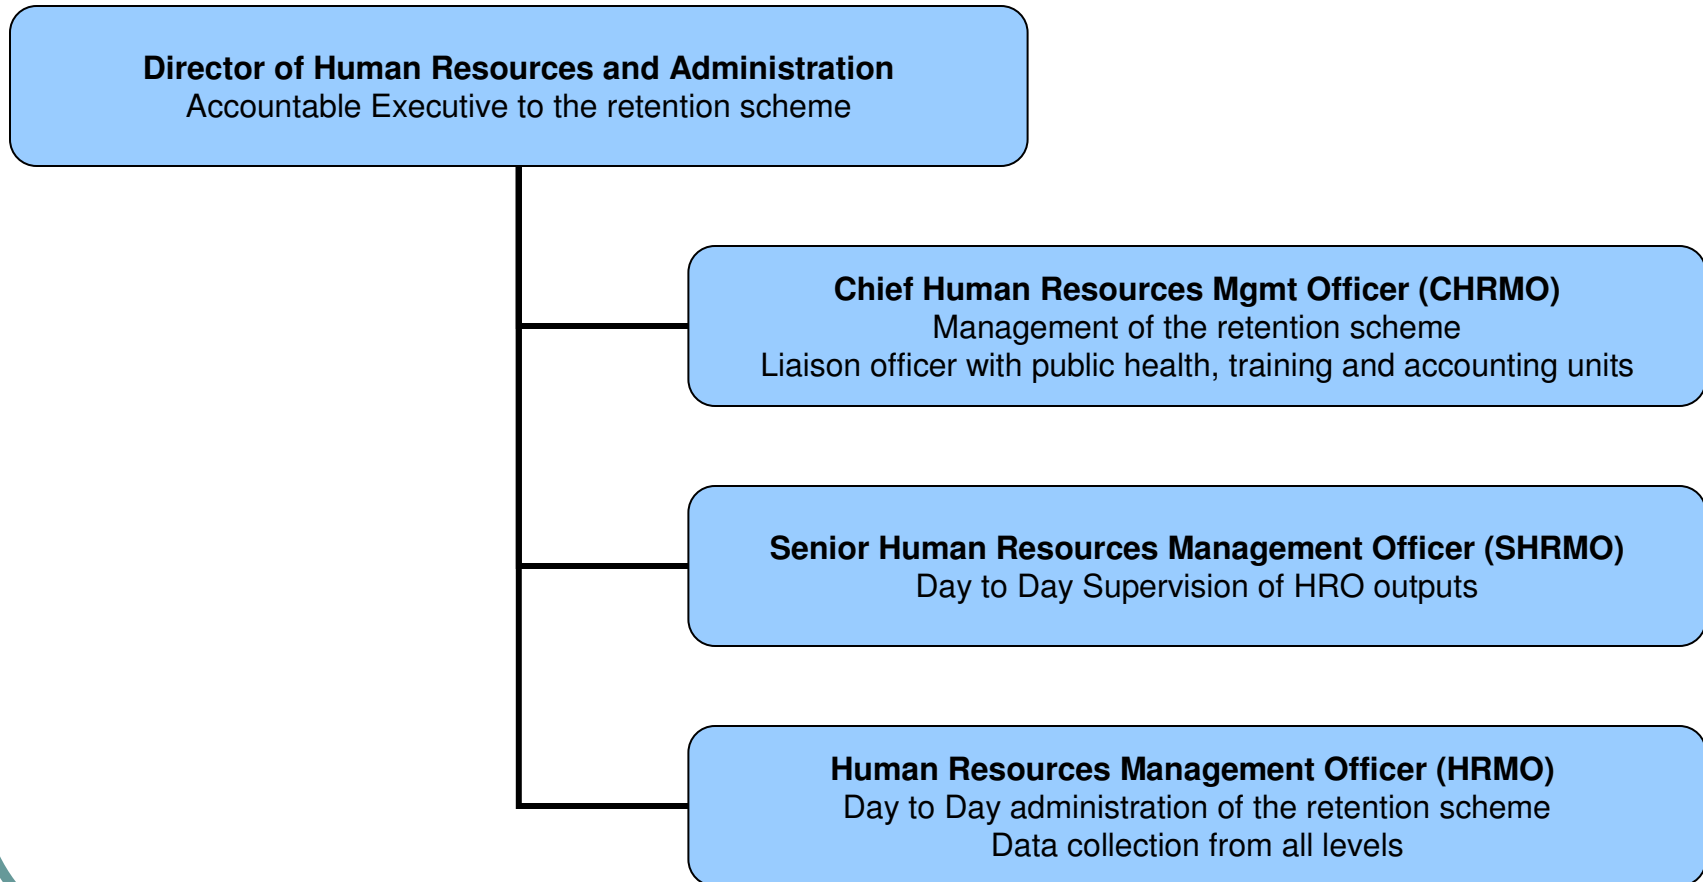 Director of Human Resources and Administration
Accountable Executive to the retention scheme
Chief Human Resources Mgmt Officer (CHRMO)
Management of the retention scheme
Liaison officer with public health, training and accounting units
Senior Human Resources Management Officer (SHRMO)
Day to Day Supervision of HRO outputs
Human Resources Management Officer (HRMO)
Day to Day administration of the retention scheme
Data collection from all levels